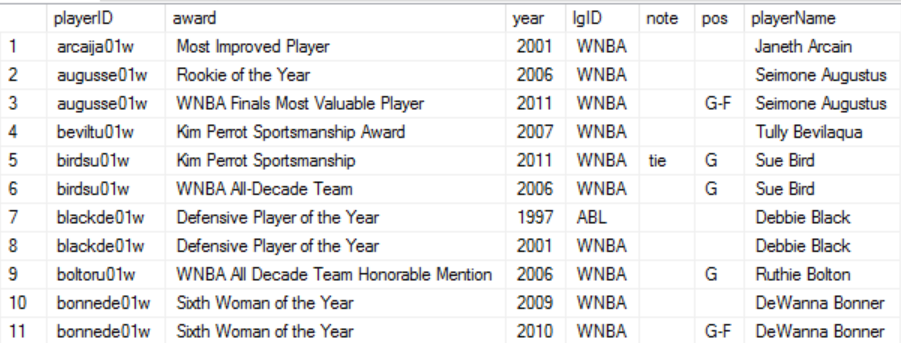 playerID award year lgID note pos playerName
1 arcaija01w Most Improved Player 2001 WNBA Janeth Arcain
2 augusse01w Rookie of the Year 2006 WNBA Seimone Augustus
3 augusse01w WNBA Finals Most Valuable Player 2011 WNBA G-F Seimone Augustus
4 beviltu01w Kim Perrot Sportsmanship Award 2007 WNBA Tully Bevilaqua
5 birdsu01w Kim Perrot Sportsmanship 2011 WNBA tie G Sue Bird
6 birdsu01w WNBA All-Decade Team 2006 WNBA G Sue Bird
7 blackde01w Defensive Player of the Year 1997 ABL Debbie Black
8 blackde01w Defensive Player of the Year 2001 WNBA Debbie Black
9 boltoru01w WNBA All Decade Team Honorable Mention 2006 WNBA G Ruthie Bolton
10 bonnede01w Sixth Woman of the Year 2009 WNBA DeWanna Bonner
11 bonnede01w Sixth Woman of the Year 2010 WNBA G-F DeWanna Bonner